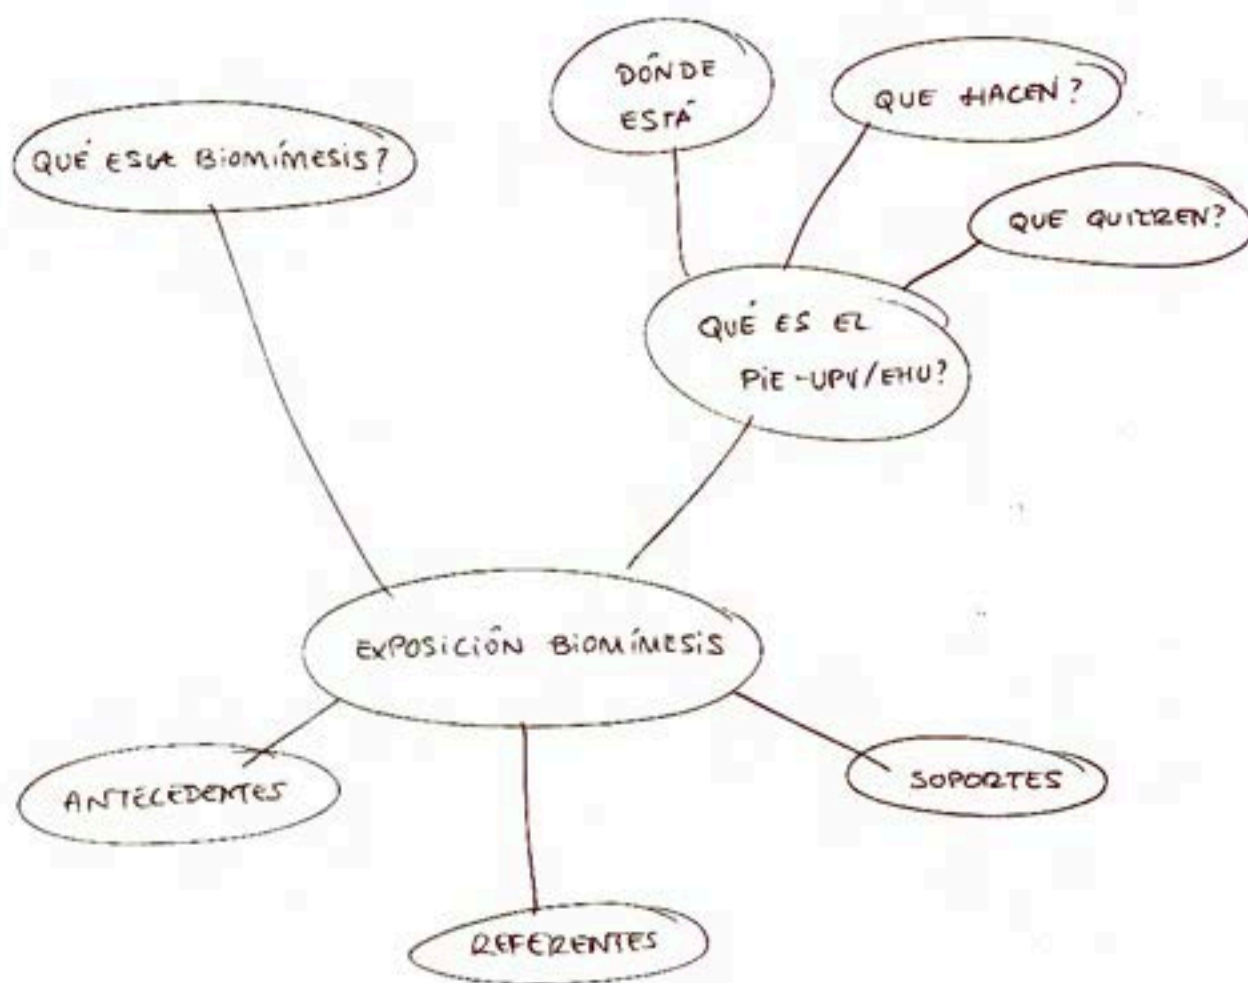 DÓNDE
ESTÁ
QUE HACEN?
QUÉ ES LA BIOMÍMESIS?
QUE QUIEREN?
QUÉ ES EL
PIE-UPV/EHU?
EXPOSICIÓN BIOMÍMESIS
ANTECEDENTES
SOPORTES
REFERENTES